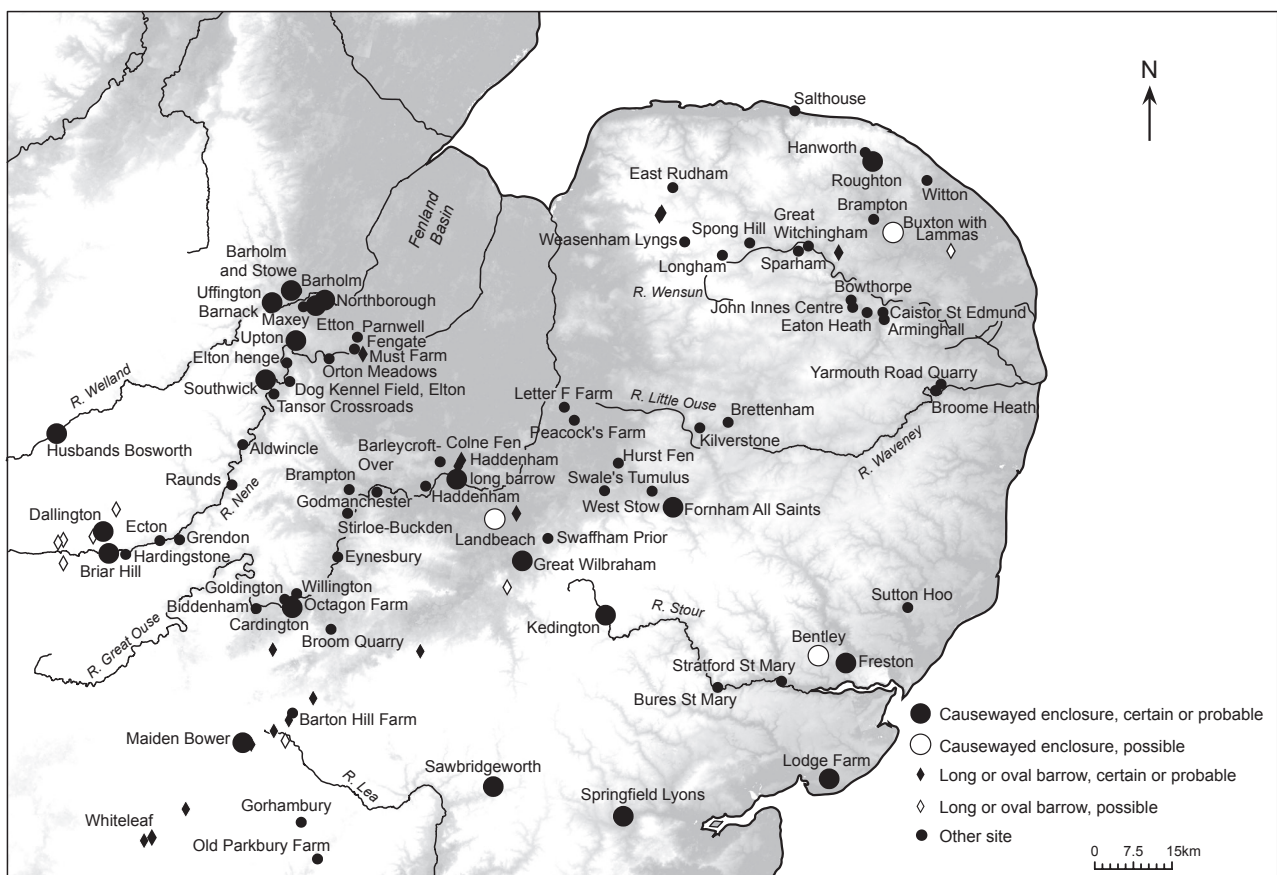 N
Salthouse
Hanworth
Roughton
Witton
East Rudham
Brampton
Buxton with
Lammas
Great
Witchingham
Spong Hill
Weasenham Lyngs
Longham
Sparham
R. Wensun
Bowthorpe
John Innes Centre
Caistor St Edmund
Eaton Heath
Arminghall
Fenland
Basin
Barholm
and Stowe
Barholm
Uffington
Northborough
Barnack
Maxey
Etton
Parnwell
Upton
Fengate
Must Farm
Elton henge
Orton Meadows
Southwick
Dog Kennel Field, Elton
Tansor Crossroads
R. Welland
Husbands Bosworth
Yarmouth Road Quarry
Broome Heath
Letter F Farm
R. Little Ouse
Brettenham
Peacock's Farm
Kilverstone
R. Waveney
Aldwincle
Barleycroft-
Over
Colne Fen
Haddenham
long barrow
Hurst Fen
Raunds
Brampton
Swale's Tumulus
R. Nene
Godmanchester
Haddenham
West Stow
Fornham All Saints
Dallington
Ecton
Stirloe-Buckden
Grendon
Landbeach
Swaffham Prior
Hardingstone
Briar Hill
Eynesbury
Great Wilbraham
Goldington
Willington
Biddenham
Octagon Farm
Cardington
R. Great Ouse
Broom Quarry
Kedington
R. Stour
Sutton Hoo
Bentley
Freston
Stratford St Mary
Bures St Mary
Barton Hill Farm
Maiden Bower
R. Lea
Sawbridgeworth
Lodge Farm
Springfield Lyons
Gorhambury
Whiteleaf
Old Parkbury Farm
Causewayed enclosure, certain or probable
Causewayed enclosure, possible
Long or oval barrow, certain or probable
Long or oval barrow, possible
Other site
0 7.5 15km